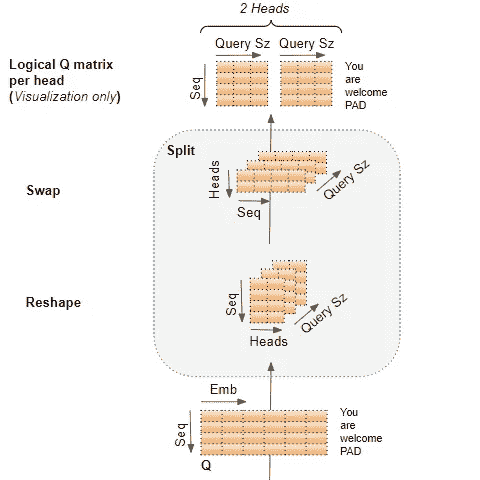 2 Heads
Query Sz
Query Sz
Logical Q matrix
per head
(Visualization only)
Seq
You
are
welcome
PAD
Split
Swap
Heads
Seq
Query Sz
Reshape
Seq
Heads
Query Sz
Emb
Seq
You
are
welcome
PAD
Q